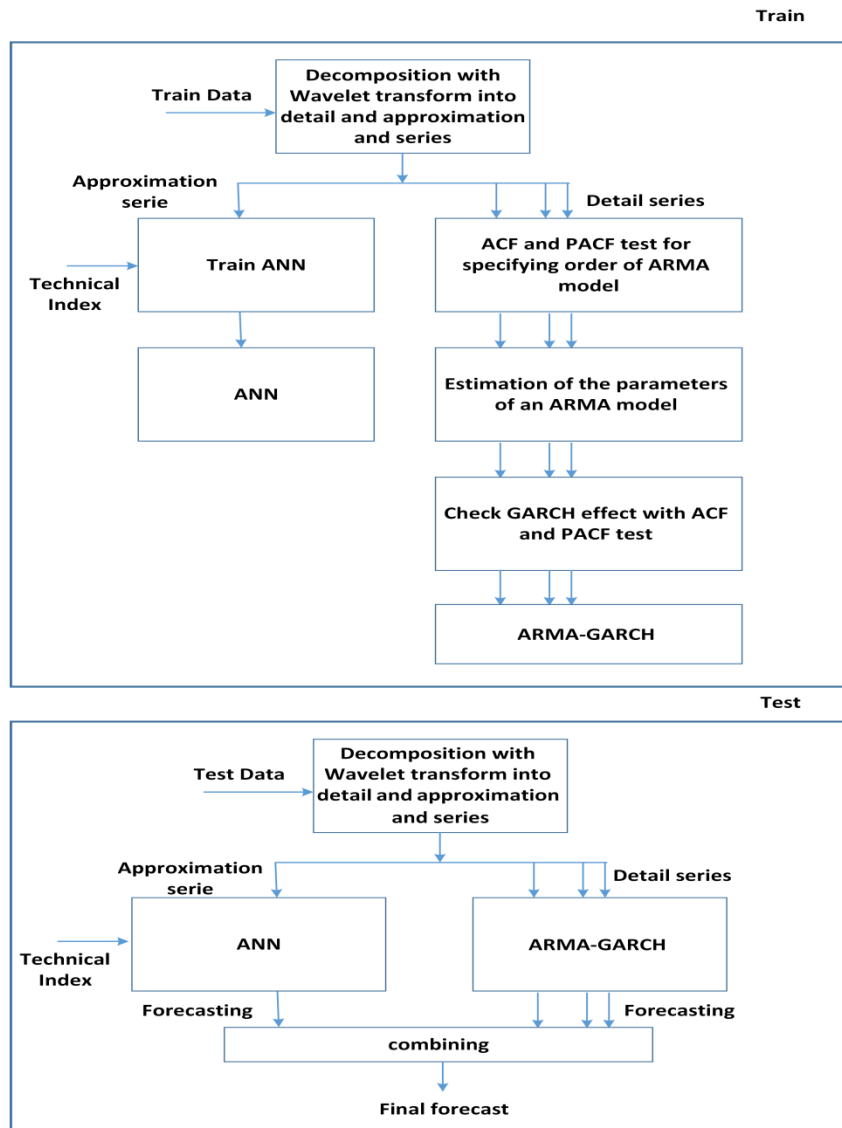 Train
Decomposition with
Wavelet transform into
detail and approximation
and series
Train Data
Approximation
serie
Detail series
Train ANN
Technical
Index
ACF and PACF test for
specifying order of ARMA
model
ANN
Estimation of the parameters
of an ARMA model
Check GARCH effect with ACF
and PACF test
ARMA-GARCH
Test
Decomposition with
Wavelet transform into
detail and approximation
and series
Test Data
Approximation
serie
Detail series
ANN
Technical
Index
ARMA-GARCH
Forecasting
Forecasting
combining
Final forecast